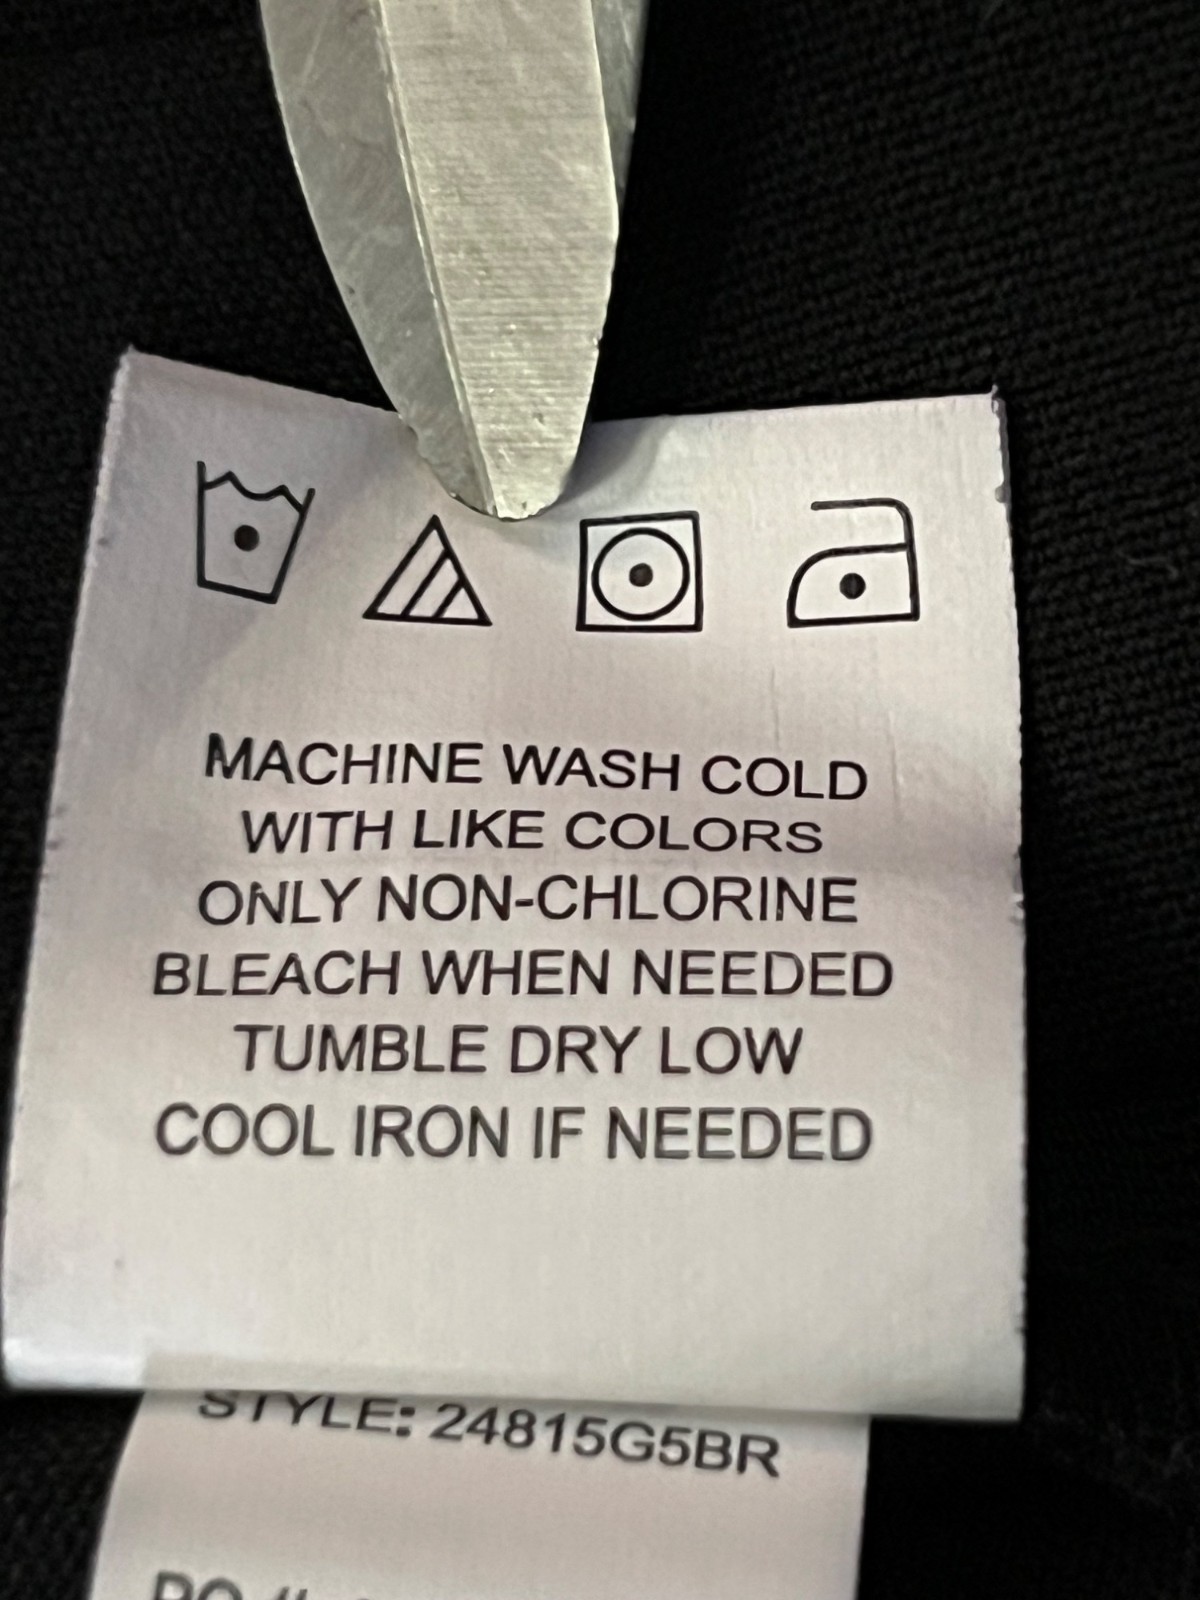 MACHINE WASH COLD
WITH LIKE COLORS
ONLY NON-CHLORINE
BLEACH WHEN NEEDED
TUMBLE DRY LOW
COOL IRON IF NEEDED
STYLE: 24815G5BR